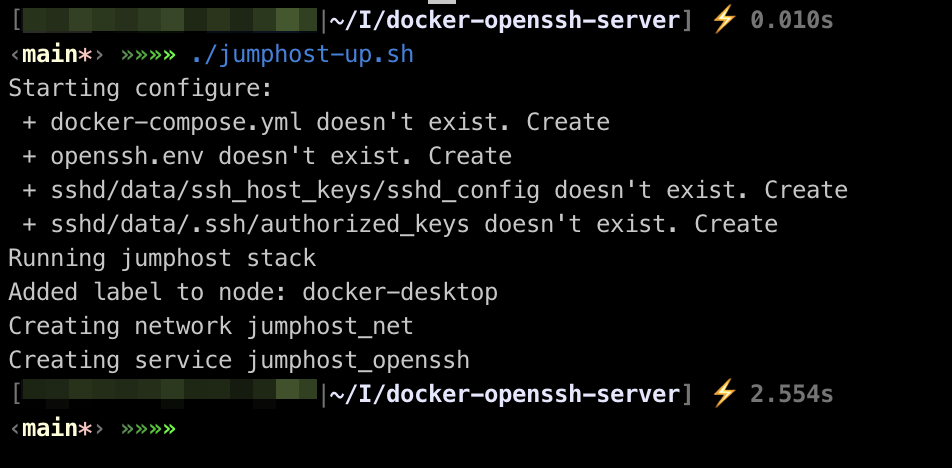 [ |~/I/docker-openssh-server] ⚡ 0.010s
‹main*› »»»» ./jumphost-up.sh
Starting configure:
 + docker-compose.yml doesn't exist. Create
 + openssh.env doesn't exist. Create
 + sshd/data/ssh_host_keys/sshd_config doesn't exist. Create
 + sshd/data/.ssh/authorized_keys doesn't exist. Create
Running jumphost stack
Added label to node: docker-desktop
Creating network jumphost_net
Creating service jumphost_openssh
[ |~/I/docker-openssh-server] ⚡ 2.554s
‹main*› »»»»